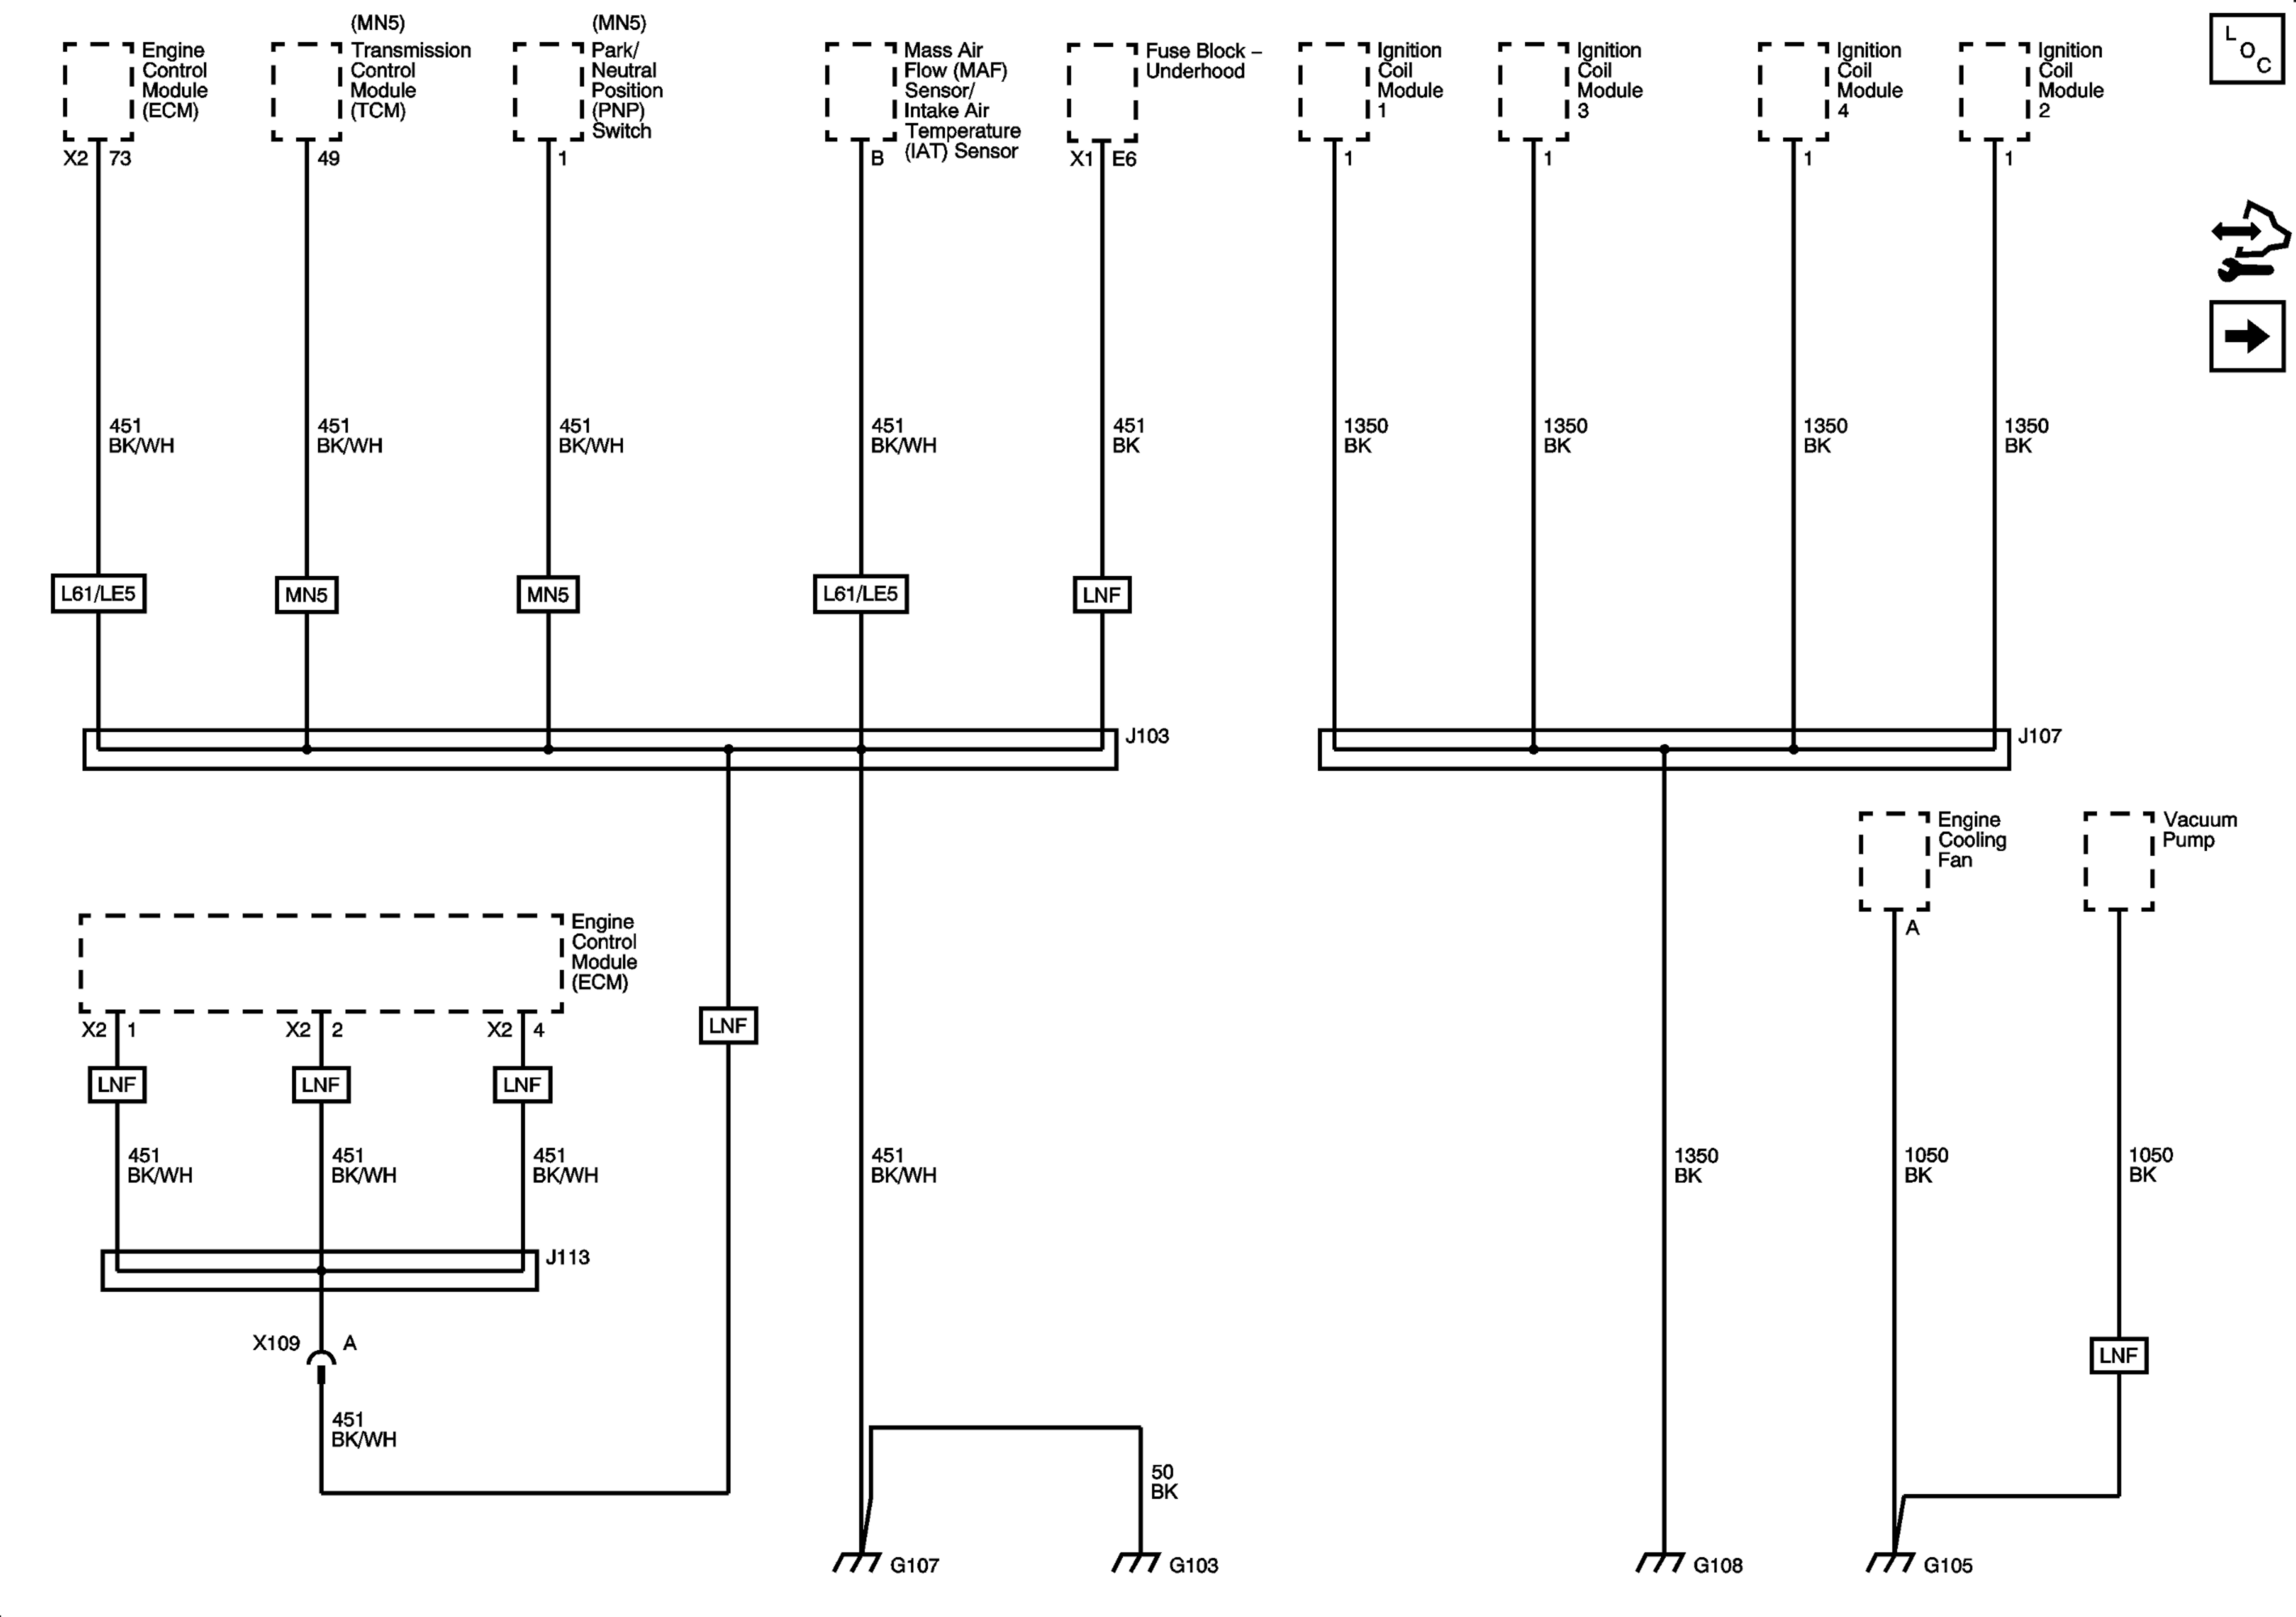 (MN5)
(MN5)
Engine
Control
Module
(ECM)
Transmission
Control
Module
(TCM)
Park/
Neutral
Position
(PNP)
Switch
Mass Air
Flow (MAF)
Sensor/
Intake Air
Temperature
(IAT) Sensor
Fuse Block –
Underhood
Ignition
Coil
Module
1
Ignition
Coil
Module
3
Ignition
Coil
Module
4
Ignition
Coil
Module
2
L
O
C
X2 73
49
1
B
X1 E6
1
1
1
1
451
BK/WH
451
BK/WH
451
BK/WH
451
BK/WH
451
BK
1350
BK
1350
BK
1350
BK
1350
BK
L61/LE5
MN5
MN5
L61/LE5
LNF
J103
J107
Engine
Cooling
Fan
Vacuum
Pump
A
Engine
Control
Module
(ECM)
X2 1
X2 2
X2 4
LNF
LNF
LNF
LNF
451
BK/WH
451
BK/WH
451
BK/WH
451
BK/WH
1350
BK
1050
BK
1050
BK
J113
X109 A
LNF
451
BK/WH
50
BK
G107
G103
G108
G105